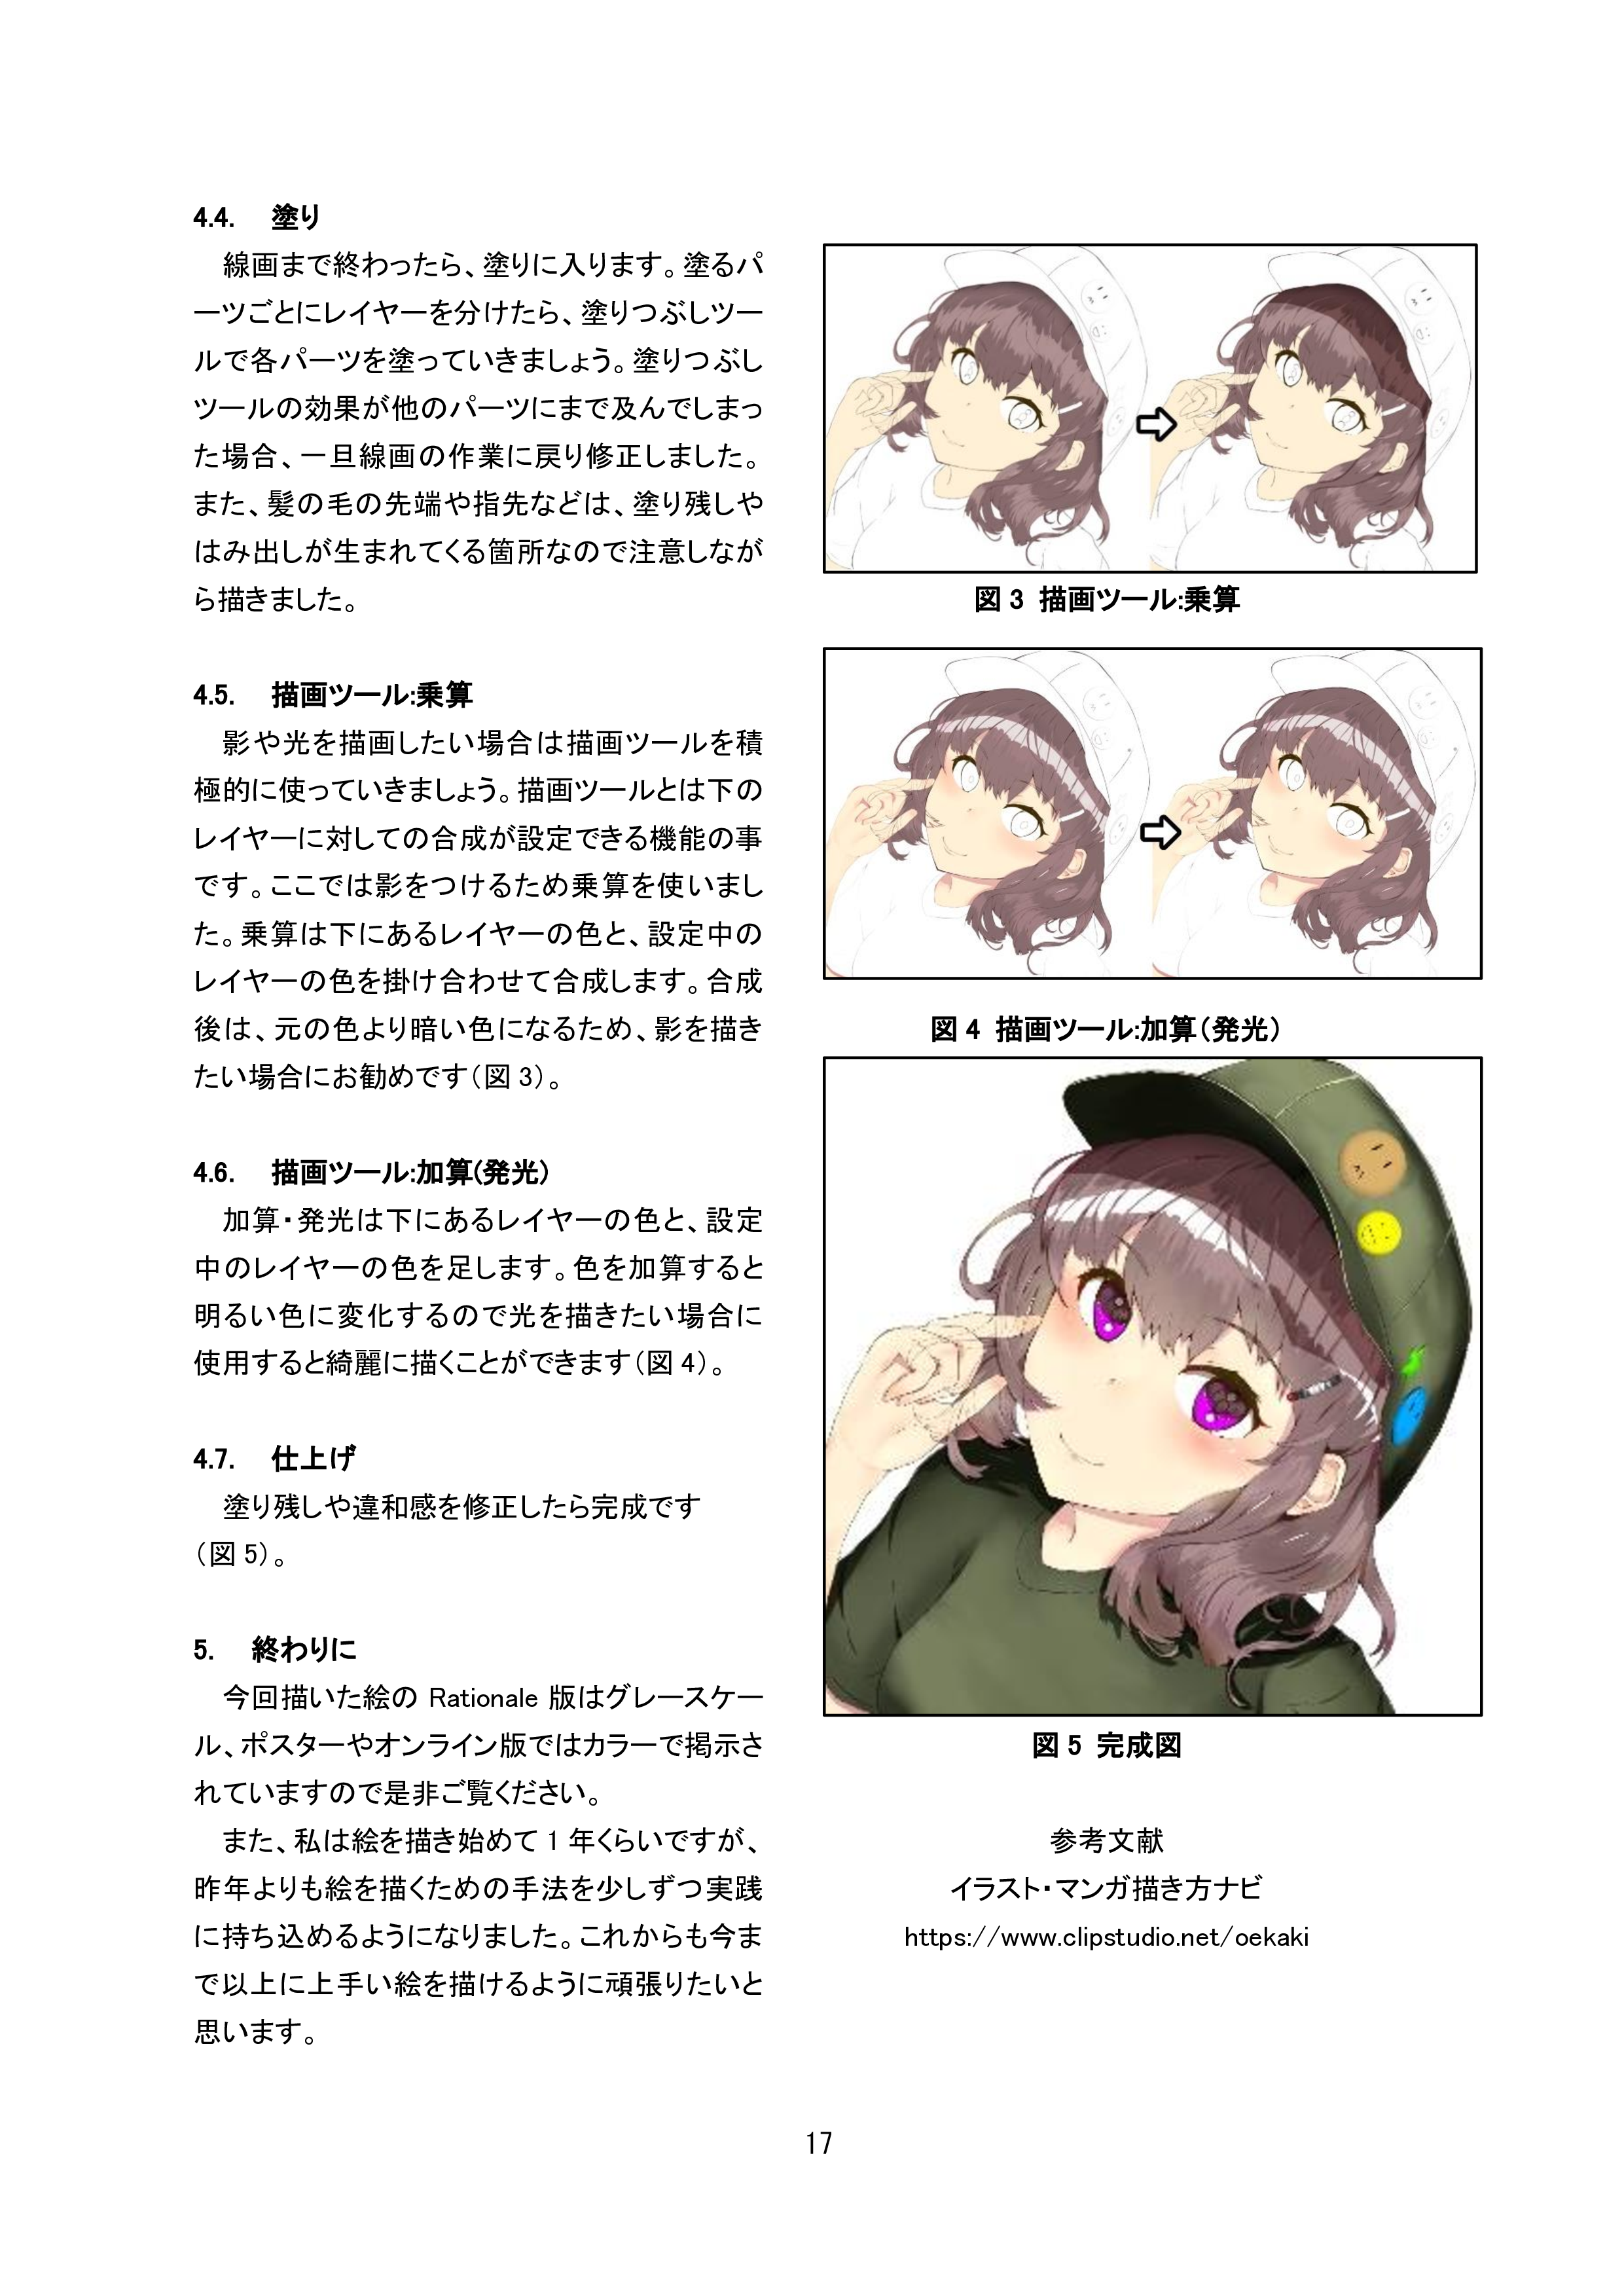 4.4. 塗り
線画まで終わったら、塗りに入ります。塗るパ
ーツごとにレイヤーを分けたら、塗りつぶしツー
ルで各パーツを塗っていきましょう。塗りつぶし
ツールの効果が他のパーツにまで及んでしまっ
た場合、一旦線画の作業に戻り修正しました。
また、髪の毛の先端や指先などは、塗り残しや
はみ出しが生まれてくる箇所なので注意しなが
ら描きました。
4.5. 描画ツール:乗算
影や光を描画したい場合は描画ツールを積
極的に使っていきましょう。描画ツールとは下の
レイヤーに対しての合成が設定できる機能の事
です。ここでは影をつけるため乗算を使いまし
た。乗算は下にあるレイヤーの色と、設定中の
レイヤーの色を掛け合わせて合成します。合成
後は、元の色より暗い色になるため、影を描き
たい場合にお勧めです(図 3)。
4.6. 描画ツール:加算(発光)
加算・発光は下にあるレイヤーの色と、設定
中のレイヤーの色を足します。色を加算すると
明るい色に変化するので光を描きたい場合に
使用すると綺麗に描くことができます(図 4)。
4.7. 仕上げ
塗り残しや違和感を修正したら完成です
(図 5)。
5. 終わりに
今回描いた絵の Rationale 版はグレースケー
ル、ポスターやオンライン版ではカラーで掲示さ
れていますので是非ご覧ください。
また、私は絵を描き始めて 1 年くらいですが、
昨年よりも絵を描くための手法を少しずつ実践
に持ち込めるようになりました。これからも今ま
で以上に上手い絵を描けるように頑張りたいと
思います。
図 3 描画ツール:乗算
図 4 描画ツール:加算(発光)
図 5 完成図
参考文献
イラスト・マンガ描き方ナビ
https://www.clipstudio.net/oekaki
17